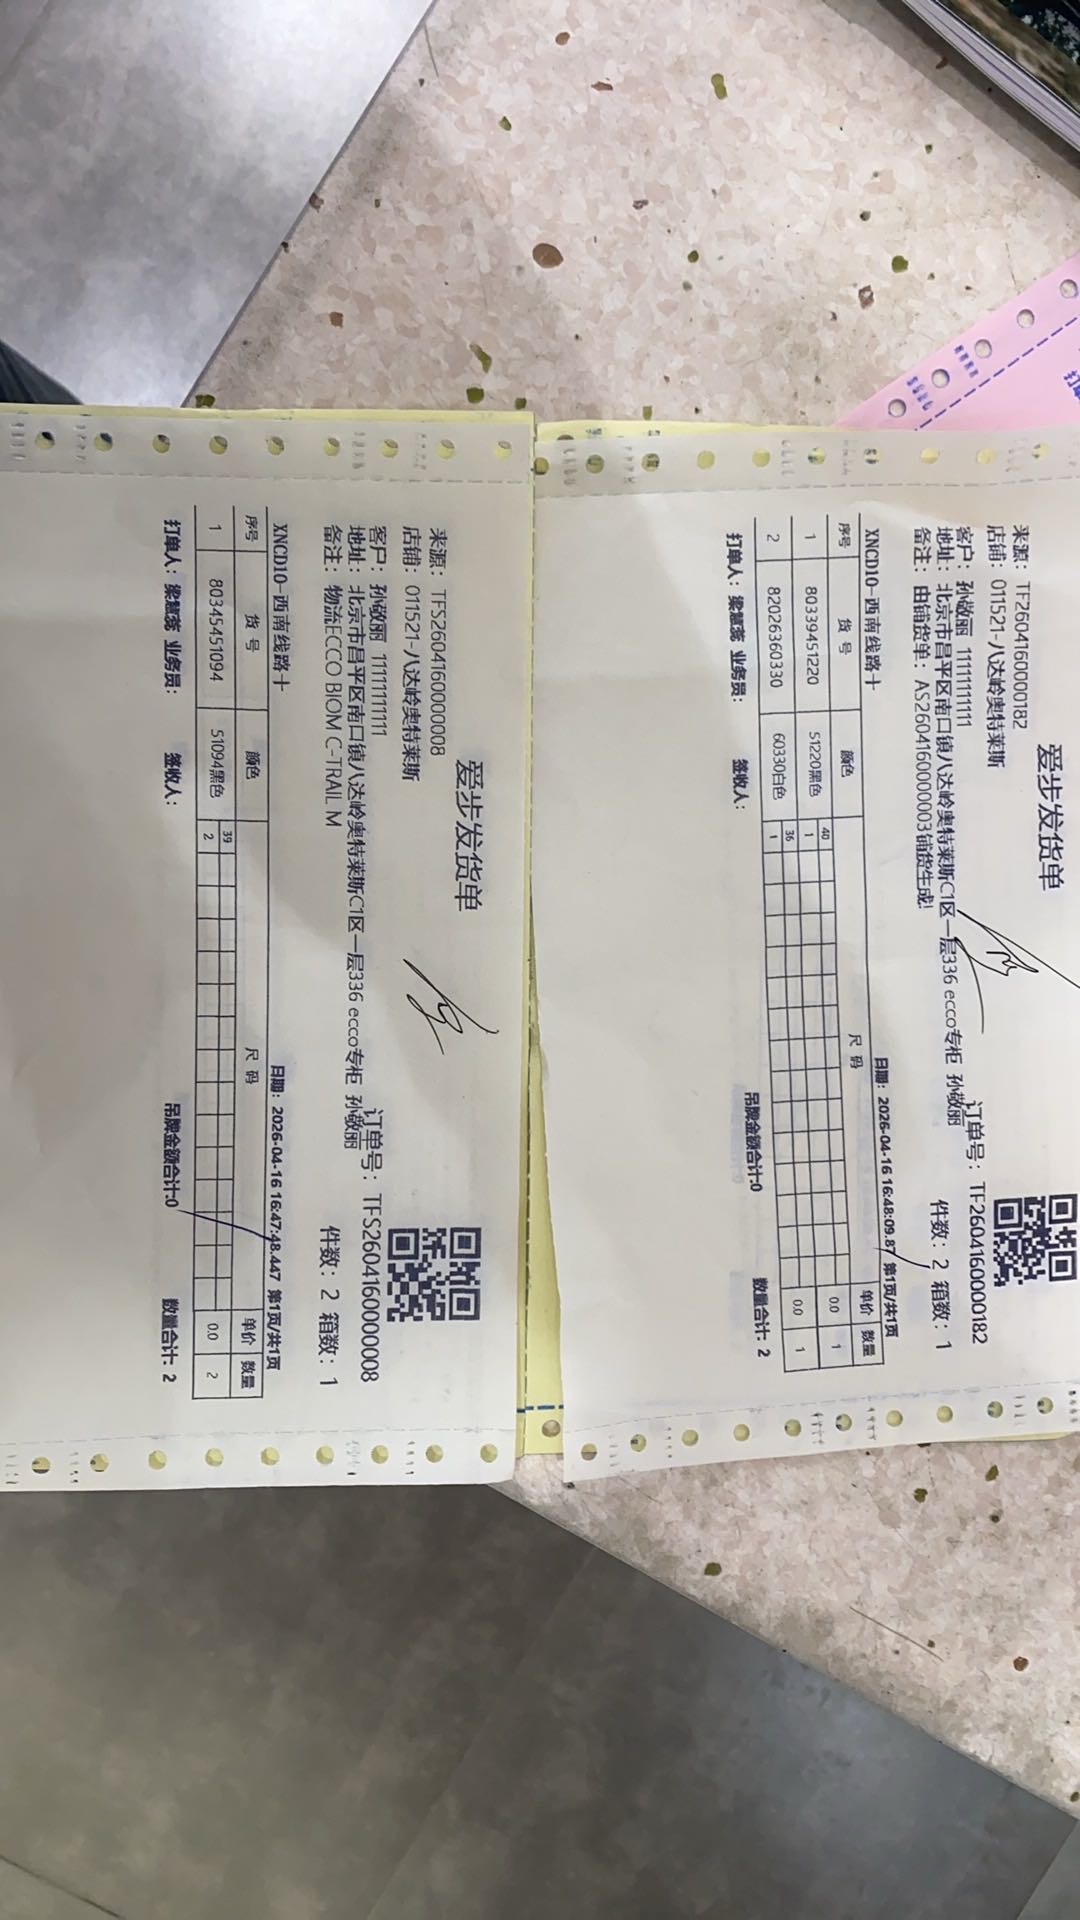 爱步发货单
来源：TF260416000​0182
店铺：011521-八达岭奥特莱斯
订单号：TF2604160000182
客户：孙敬丽 11111111111
地址：北京市昌平区南口镇八达岭奥特莱斯C1区一层336 ecco专柜 孙敬丽
备注：由铺货单：AS2604160000003铺货生成!
件数：2 箱数：1
XNCD10-西南线路十
日期：2026-04-16 16:48:09.87 第1页/共1页
序号 货号 颜色 尺码 单价 数量
40
1 80339451220 51220黑色 1 0.0 1
36
2 82026360330 60330白色 1 0.0 1
打单人：梁慧蕊 业务员： 签收人： 吊牌金额合计:0 数量合计: 2
爱步发货单
来源：TFS260416000008
店铺：011521-八达岭奥特莱斯
订单号：TFS260416000008
客户：孙敬丽 11111111111
地址：北京市昌平区南口镇八达岭奥特莱斯C1区一层336 ecco专柜 孙敬丽
备注：物流ECCO BIOM C-TRAIL M
件数：2 箱数：1
XNCD10-西南线路十
日期：2026-04-16 16:47:48.447 第1页/共1页
序号 货号 颜色 尺码 单价 数量
39
1 80345451094 51094黑色 2 0.0 2
打单人：梁慧蕊 业务员： 签收人： 吊牌金额合计:0 数量合计: 2